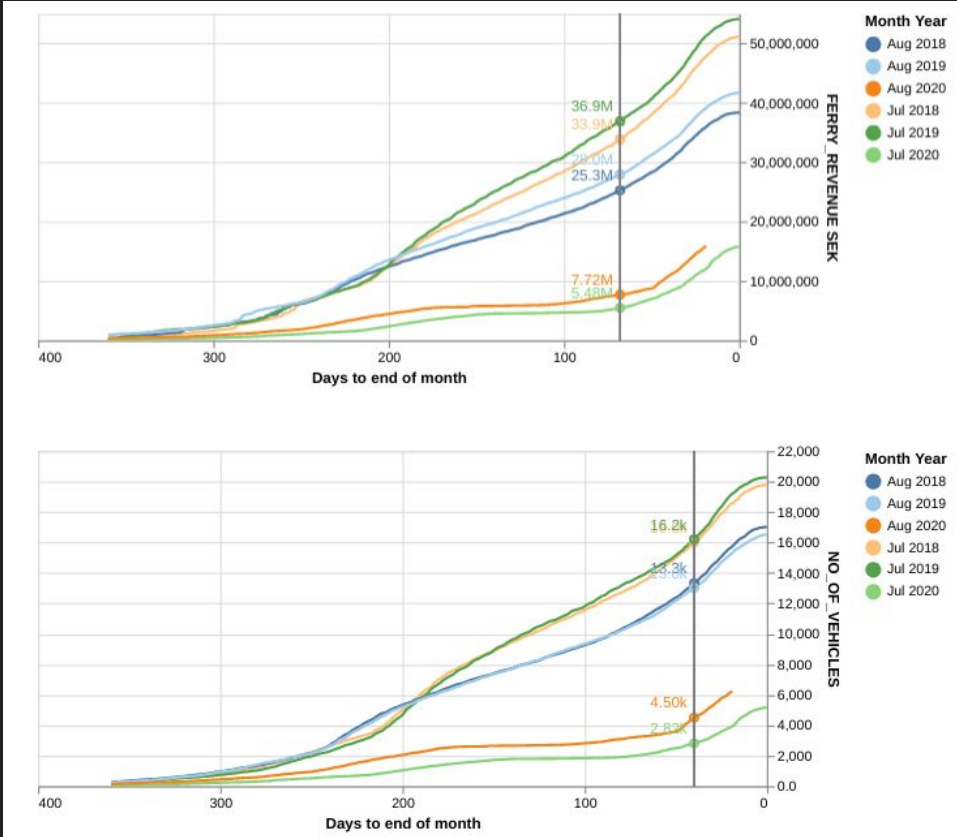 Month Year
Aug 2018
Aug 2019
Aug 2020
Jul 2018
Jul 2019
Jul 2020
50,000,000
40,000,000
30,000,000
20,000,000
10,000,000
0
FERRY_REVENUE SEK
36.9M
33.9M
28.0M
25.3M
7.72M
5.48M
400
300
200
100
0
Days to end of month
Month Year
Aug 2018
Aug 2019
Aug 2020
Jul 2018
Jul 2019
Jul 2020
22,000
20,000
18,000
16,000
14,000
12,000
10,000
8,000
6,000
4,000
2,000
0.0
NO_OF_VEHICLES
16.2k
13.3k
4.50k
2.82k
400
300
200
100
0
Days to end of month